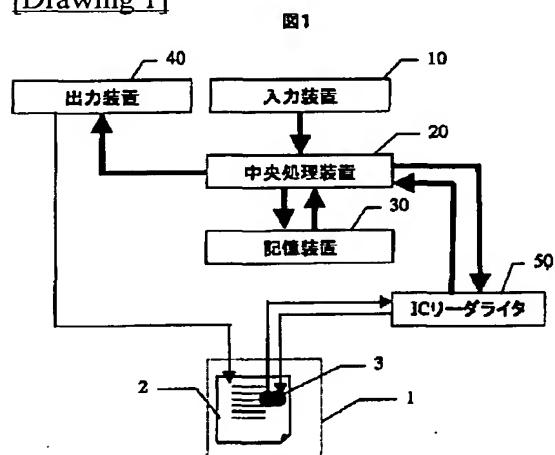 [Drawing 1]
図1
40
出力装置
10
入力装置
20
中央処理装置
30
記憶装置
50
ICリーダライタ
2
3
1